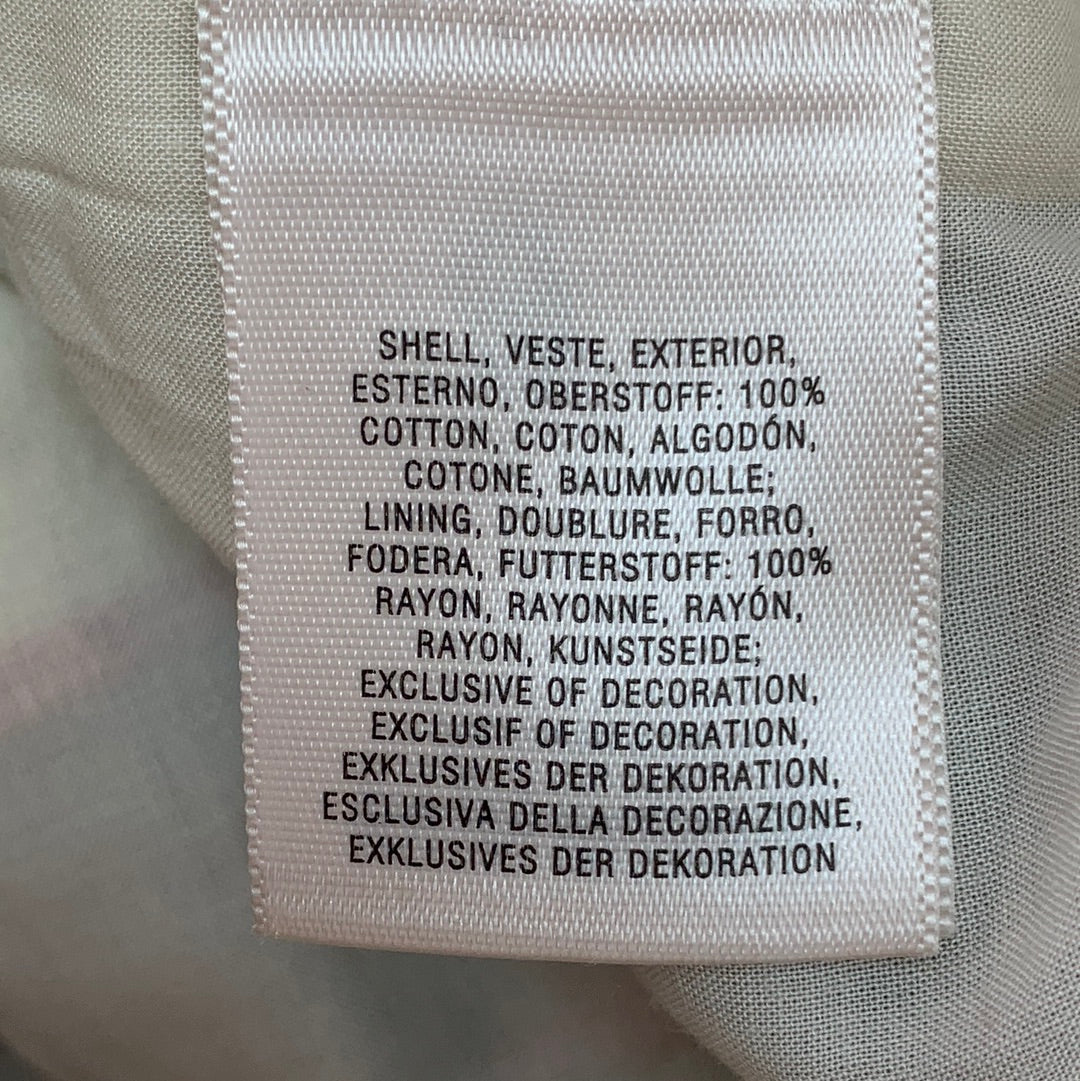 SHELL, VESTE, EXTERIOR,
ESTERNO, OBERSTOFF: 100%
COTTON, COTON, ALGODÓN,
COTONE, BAUMWOLLE;
LINING, DOUBLURE, FORRO,
FODERA, FUTTERSTOFF: 100%
RAYON, RAYONNE, RAYÓN,
RAYON, KUNSTSEIDE;
EXCLUSIVE OF DECORATION,
EXCLUSIF OF DECORATION,
EXKLUSIVES DER DEKORATION,
ESCLUSIVA DELLA DECORAZIONE,
EXKLUSIVES DER DEKORATION